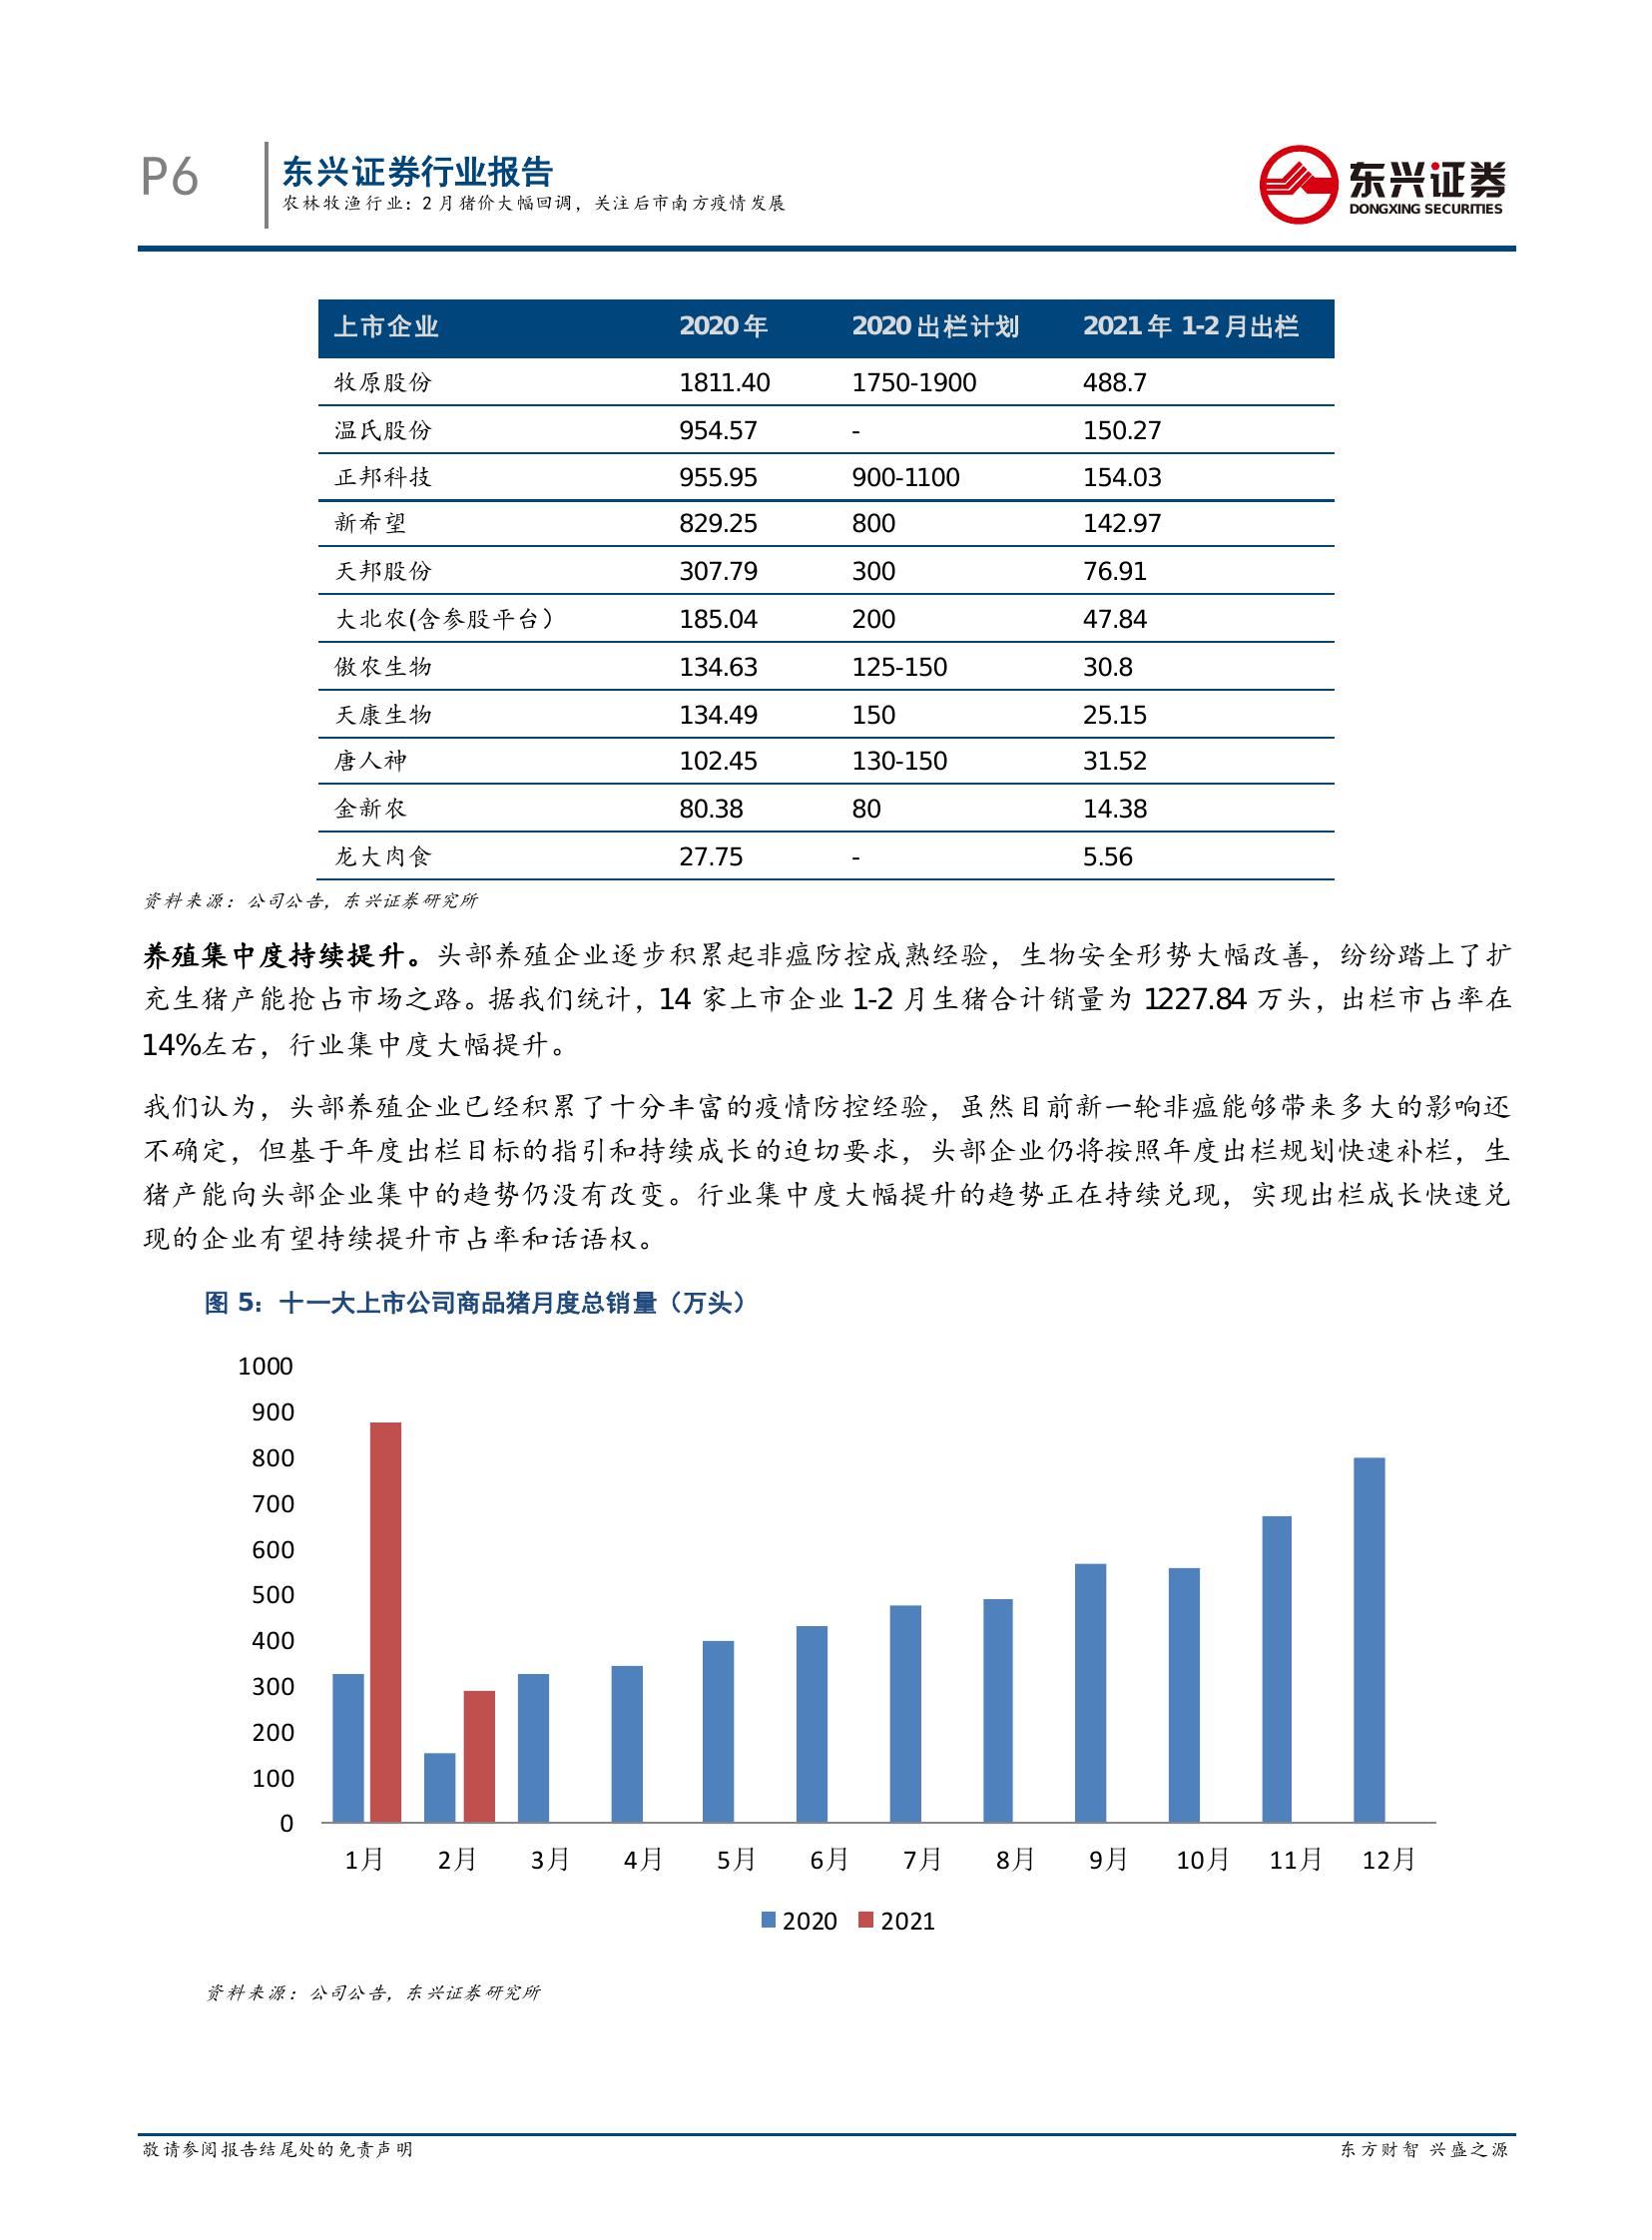 P6
东兴证券行业报告
农林牧渔行业：2月猪价大幅回调，关注后市南方疫情发展
东兴证券
DONGXING SECURITIES
上市企业 2020年 2020出栏计划 2021年 1-2月出栏
牧原股份 1811.40 1750-1900 488.7
温氏股份 954.57 - 150.27
正邦科技 955.95 900-1100 154.03
新希望 829.25 800 142.97
天邦股份 307.79 300 76.91
大北农(含参股平台） 185.04 200 47.84
傲农生物 134.63 125-150 30.8
天康生物 134.49 150 25.15
唐人神 102.45 130-150 31.52
金新农 80.38 80 14.38
龙大肉食 27.75 - 5.56
资料来源：公司公告，东兴证券研究所
养殖集中度持续提升。头部养殖企业逐步积累起非瘟防控成熟经验，生物安全形势大幅改善，纷纷踏上了扩
充生猪产能抢占市场之路。据我们统计，14 家上市企业 1-2 月生猪合计销量为 1227.84 万头，出栏市占率在
14%左右，行业集中度大幅提升。
我们认为，头部养殖企业已经积累了十分丰富的疫情防控经验，虽然目前新一轮非瘟能够带来多大的影响还
不确定，但基于年度出栏目标的指引和持续成长的迫切要求，头部企业仍将按照年度出栏规划快速补栏，生
猪产能向头部企业集中的趋势仍没有改变。行业集中度大幅提升的趋势正在持续兑现，实现出栏成长快速兑
现的企业有望持续提升市占率和话语权。
图 5：十一大上市公司商品猪月度总销量（万头）
1000
900
800
700
600
500
400
300
200
100
0
1月 2月 3月 4月 5月 6月 7月 8月 9月 10月 11月 12月
2020 2021
资料来源：公司公告，东兴证券研究所
敬请参阅报告结尾处的免责声明
东方财智 兴盛之源